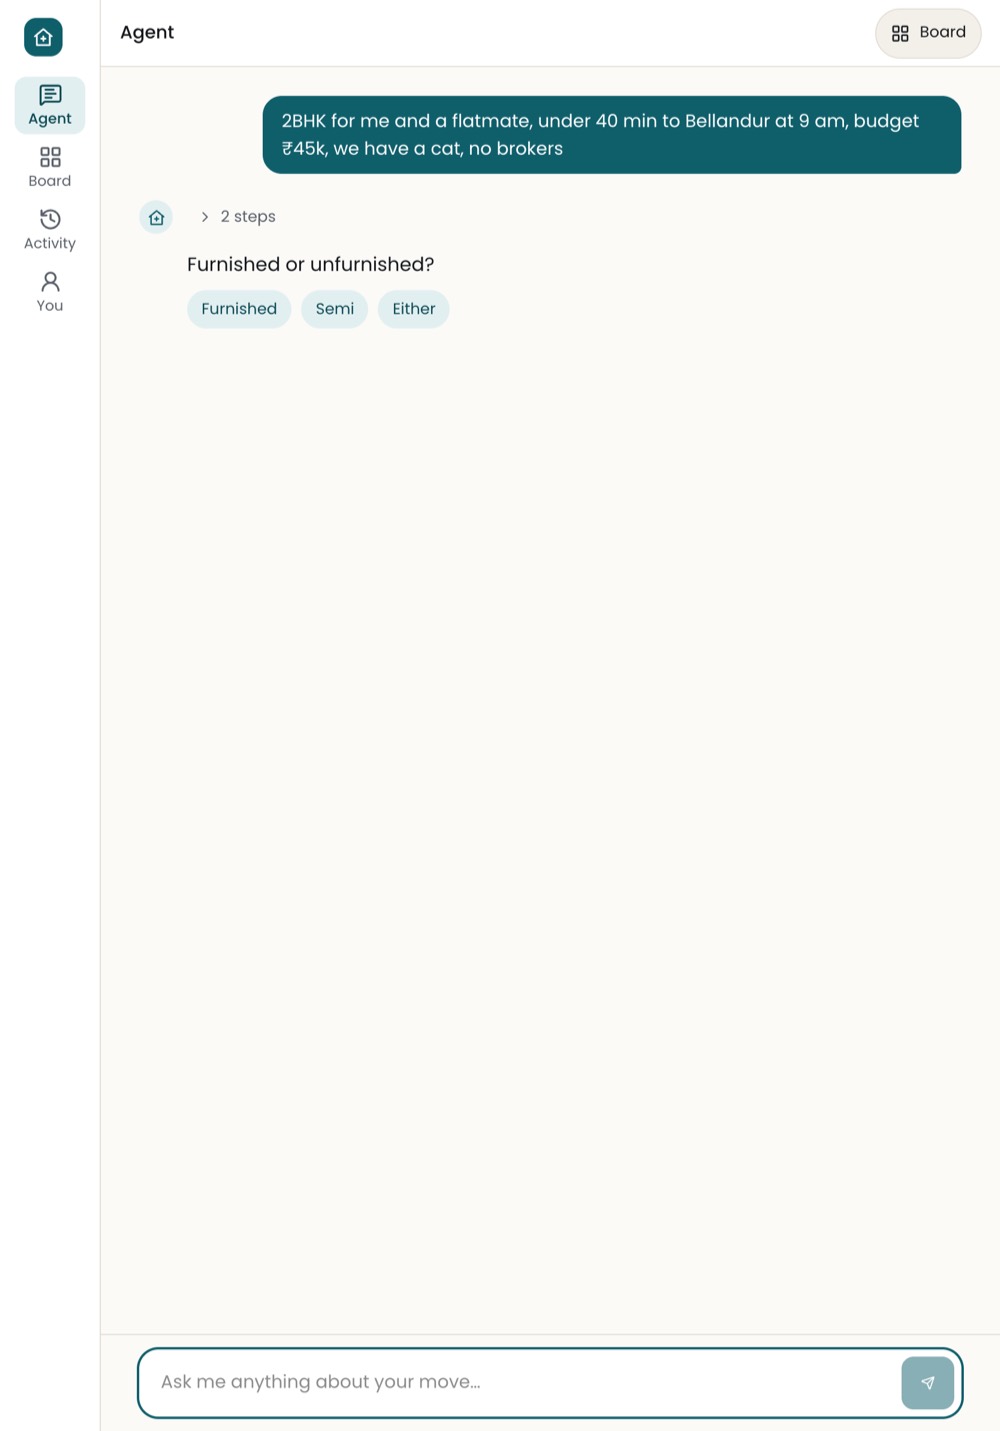 Agent
Board
Agent
Board
Activity
You
2BHK for me and a flatmate, under 40 min to Bellandur at 9 am, budget
₹45k, we have a cat, no brokers
2 steps
Furnished or unfurnished?
Furnished
Semi
Either
Ask me anything about your move...